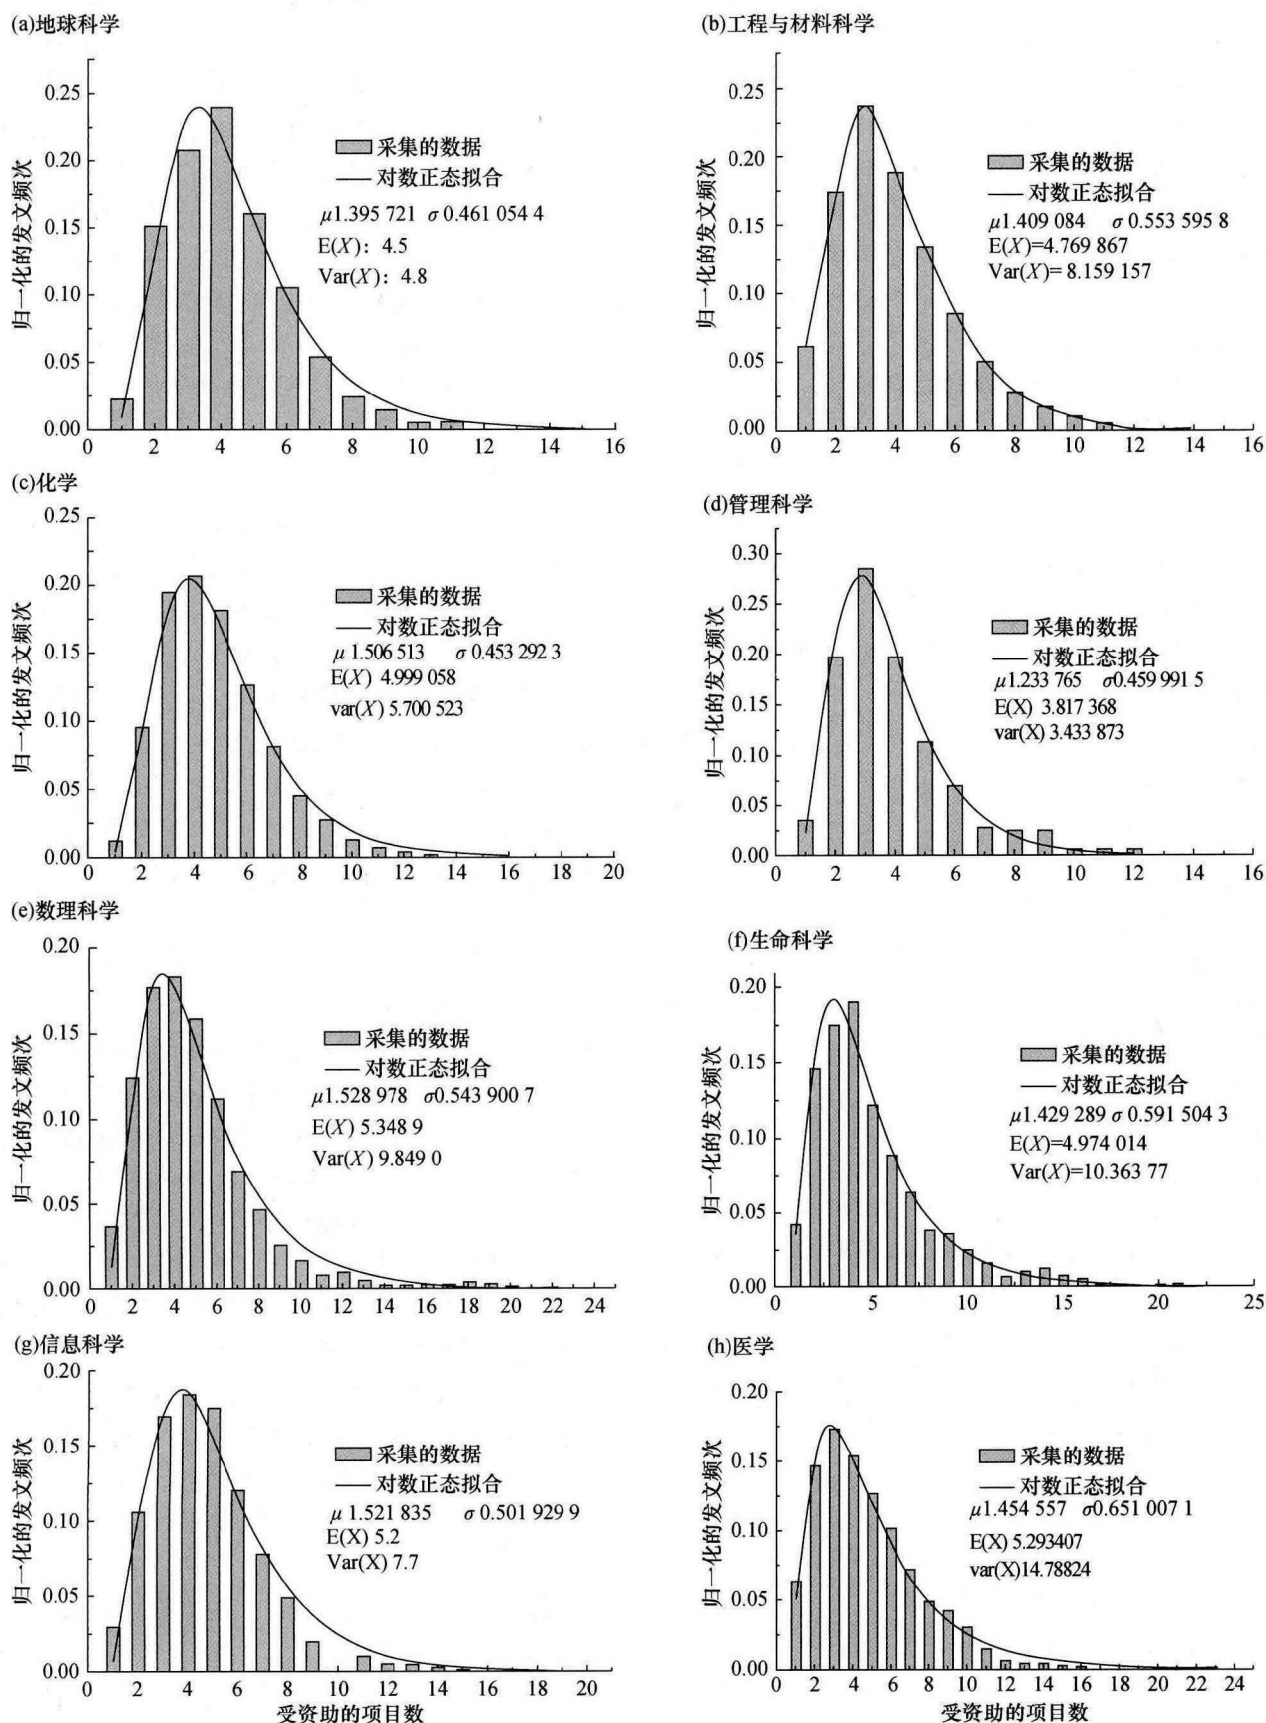 (a)地球科学
归一化的发文频次
0.25
0.20
0.15
0.10
0.05
0.00
采集的数据
对数正态拟合
μ1.395 721 σ 0.461 054 4
E(X)：4.5
Var(X)：4.8
0 2 4 6 8 10 12 14 16
(b)工程与材料科学
归一化的发文频次
0.25
0.20
0.15
0.10
0.05
0.00
采集的数据
对数正态拟合
μ1.409 084 σ 0.553 595 8
E(X)=4.769 867
Var(X)= 8.159 157
0 2 4 6 8 10 12 14 16
(c)化学
归一化的发文频次
0.25
0.20
0.15
0.10
0.05
0.00
采集的数据
对数正态拟合
μ 1.506 513 σ 0.453 292 3
E(X) 4.999 058
var(X) 5.700 523
0 2 4 6 8 10 12 14 16 18 20
(d)管理科学
归一化的发文频次
0.30
0.25
0.20
0.15
0.10
0.05
0.00
采集的数据
对数正态拟合
μ1.233 765 σ0.459 991 5
E(X) 3.817 368
var(X) 3.433 873
0 2 4 6 8 10 12 16
(e)数理科学
归一化的发文频次
0.20
0.15
0.10
0.05
0.00
采集的数据
对数正态拟合
μ1.528 978 σ0.543 900 7
E(X) 5.348 9
Var(X) 9.849 0
0 2 4 6 8 10 12 14 16 18 20 22 24
(f)生命科学
归一化的发文频次
0.20
0.15
0.10
0.05
0.00
采集的数据
对数正态拟合
μ1.429 289 σ 0.591 504 3
E(X)=4.974 014
Var(X)=10.363 77
0 5 10 15 20 25
(g)信息科学
归一化的发文频次
0.20
0.15
0.10
0.05
0.00
采集的数据
对数正态拟合
μ 1.521 835 σ 0.501 929 9
E(X) 5.2
Var(X) 7.7
0 2 4 6 8 10 12 14 16 18 20
受资助的项目数
(h)医学
归一化的发文频次
0.20
0.15
0.10
0.05
0.00
采集的数据
对数正态拟合
μ1.454 557 σ0.651 007 1
E(X) 5.293407
var(X)14.78824
0 2 4 6 8 10 12 14 16 18 20 22 24
受资助的项目数